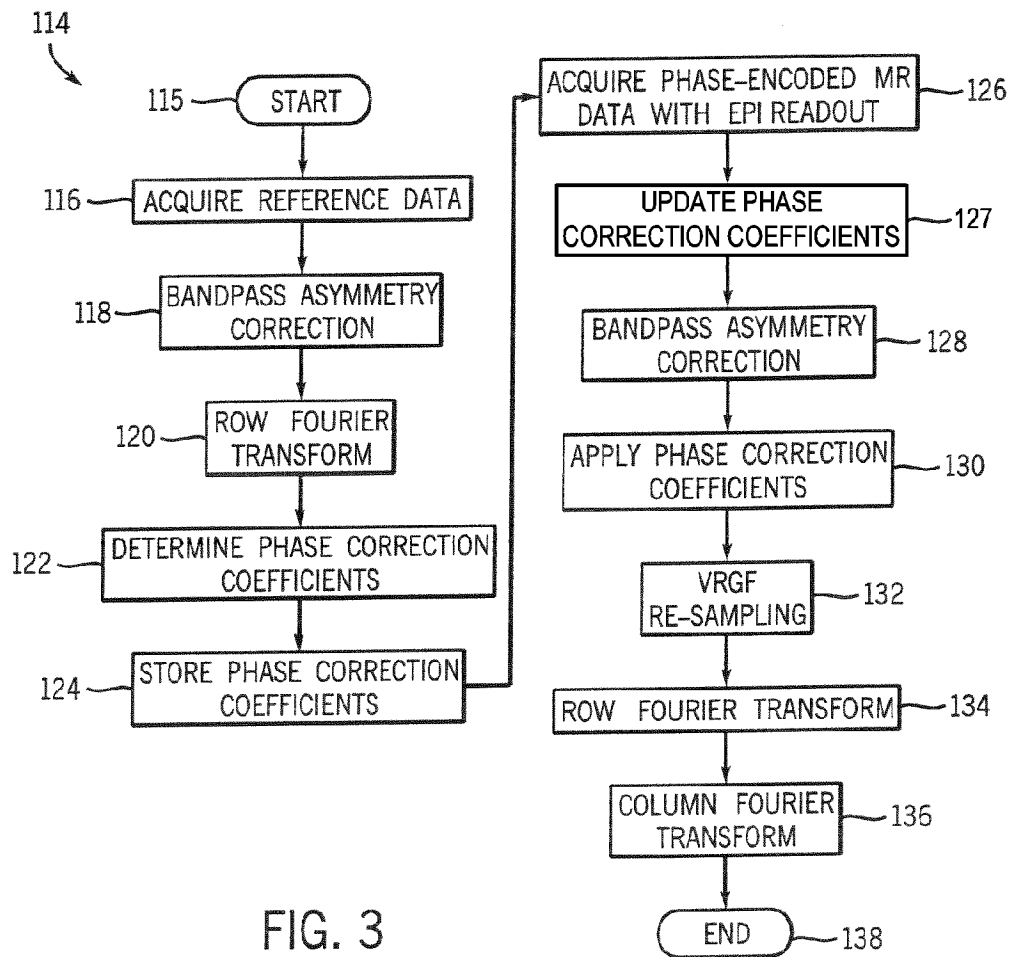 114
115
START
116
ACQUIRE REFERENCE DATA
118
BANDPASS ASYMMETRY
CORRECTION
120
ROW FOURIER
TRANSFORM
122
DETERMINE PHASE CORRECTION
COEFFICIENTS
124
STORE PHASE CORRECTION
COEFFICIENTS
ACQUIRE PHASE-ENCODED MR
DATA WITH EPI READOUT
126
UPDATE PHASE
CORRECTION COEFFICIENTS
127
BANDPASS ASYMMETRY
CORRECTION
128
APPLY PHASE CORRECTION
COEFFICIENTS
130
VRGF
RE-SAMPLING
132
ROW FOURIER TRANSFORM
134
COLUMN FOURIER
TRANSFORM
136
END
138
FIG. 3